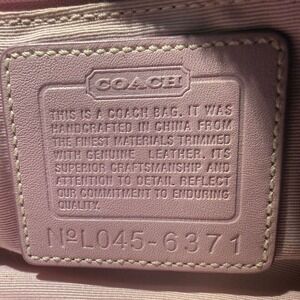 COACH
THIS IS A COACH BAG. IT WAS
HANDCRAFTED IN CHINA FROM
THE FINEST MATERIALS TRIMMED
WITH GENUINE LEATHER. ITS
SUPERIOR CRAFTSMANSHIP AND
ATTENTION TO DETAIL REFLECT
OUR COMMITMENT TO ENDURING
QUALITY.
NºL045-6371